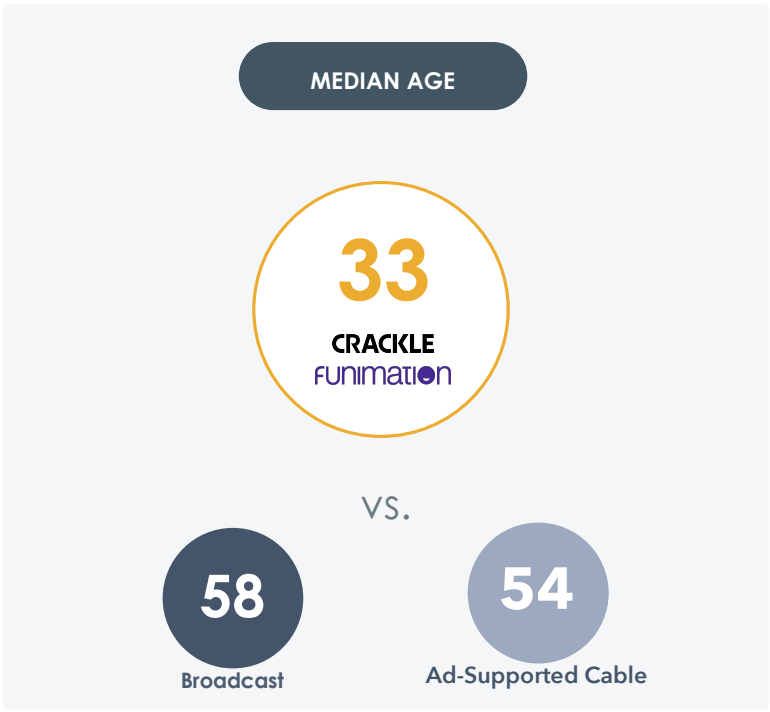 MEDIAN AGE
33
CRACKLE
FUNIMATION
VS.
58
Broadcast
54
Ad-Supported Cable